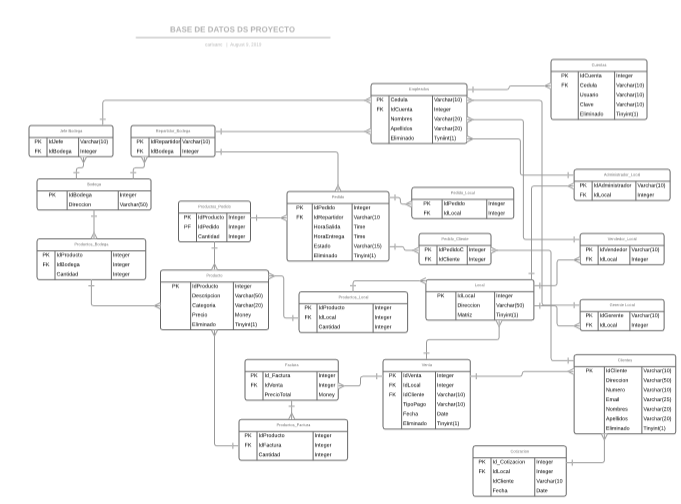 BASE DE DATOS DS PROYECTO
Cuentas
PK IdCuenta Integer
FK Cedula Varchar(10)
Usuario Varchar(10)
Clave Varchar(10)
Eliminado Tinyint(1)
Empleados
PK Cedula Varchar(10)
FK IdCuenta Integer
Nombres Varchar(20)
Apellidos Varchar(20)
Eliminado Tynint(1)
Jefe Bodega
PK IdJefe Varchar(10)
FK IdBodega Integer
Repartidor_Bodega
PK IdRepartidor Varchar(10)
FK IdBodega Integer
Administrador_Local
PK IdAdministrador Varchar(10)
FK IdLocal Integer
Bodega
PK IdBodega Integer
Direccion Varchar(50)
Pedido
PK IdPedido Integer
FK IdRepartidor Varchar(10
HoraSalida Time
HoraEntrega Time
Estado Varchar(15)
Eliminado Tinyint(1)
Pedido_Local
PK IdPedido Integer
FK IdLocal Integer
Productos_Pedido
PK IdProducto Integer
PF IdPedido Integer
Cantidad Integer
Pedido_Cliente
PK IdPedidoC Integer
FK IdCliente Integer
Vendedor_Local
PK IdVendedor Varchar(10)
FK IdLocal Integer
Productos_Bodega
PK IdProducto Integer
FK IdBodega Integer
Cantidad Integer
Producto
PK IdProducto Integer
Descripcion Varchar(50)
Categoria Varchar(20)
Precio Money
Eliminado Tinyint(1)
Local
PK IdLocal Integer
Direccion Varchar(50)
Matriz Tinyint(1)
Productos_Local
PK IdProducto Integer
FK IdLocal Integer
Cantidad Integer
Gerente Local
PK IdGerente Varchar(10)
FK IdLocal Integer
Factura
PK Id_Factura Integer
FK IdVenta Integer
PrecioTotal Money
Venta
PK IdVenta Integer
FK IdLocal Integer
FK IdCliente Varchar(10)
TipoPago Varchar(10)
Fecha Date
Eliminado Tinyint(1)
Clientes
PK IdCliente Varchar(10)
Direccion Varchar(50)
Numero Varchar(10)
Email Varchar(25)
Nombres Varchar(20)
Apellidos Varchar(20)
Eliminado Tinyint(1)
Productos_Factura
PK IdProducto Integer
FK IdFactura Integer
Cantidad Integer
Cotizacion
PK Id_Cotizacion Integer
FK IdLocal Integer
IdCliente Varchar(10
Fecha Date